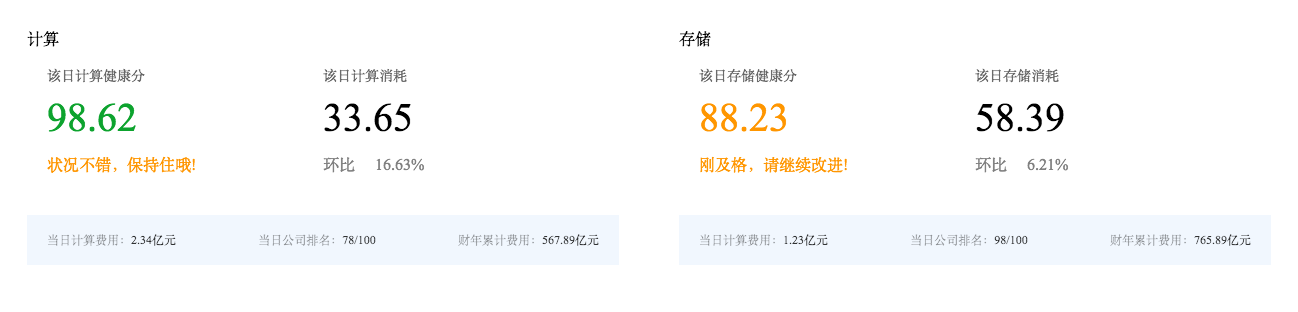 计算
该日计算健康分
98.62
状况不错，保持住哦!
该日计算消耗
33.65
环比 16.63%
当日计算费用：2.34亿元
当日公司排名：78/100
财年累计费用：567.89亿元
存储
该日存储健康分
88.23
刚及格，请继续改进!
该日存储消耗
58.39
环比 6.21%
当日计算费用：1.23亿元
当日公司排名：98/100
财年累计费用：765.89亿元